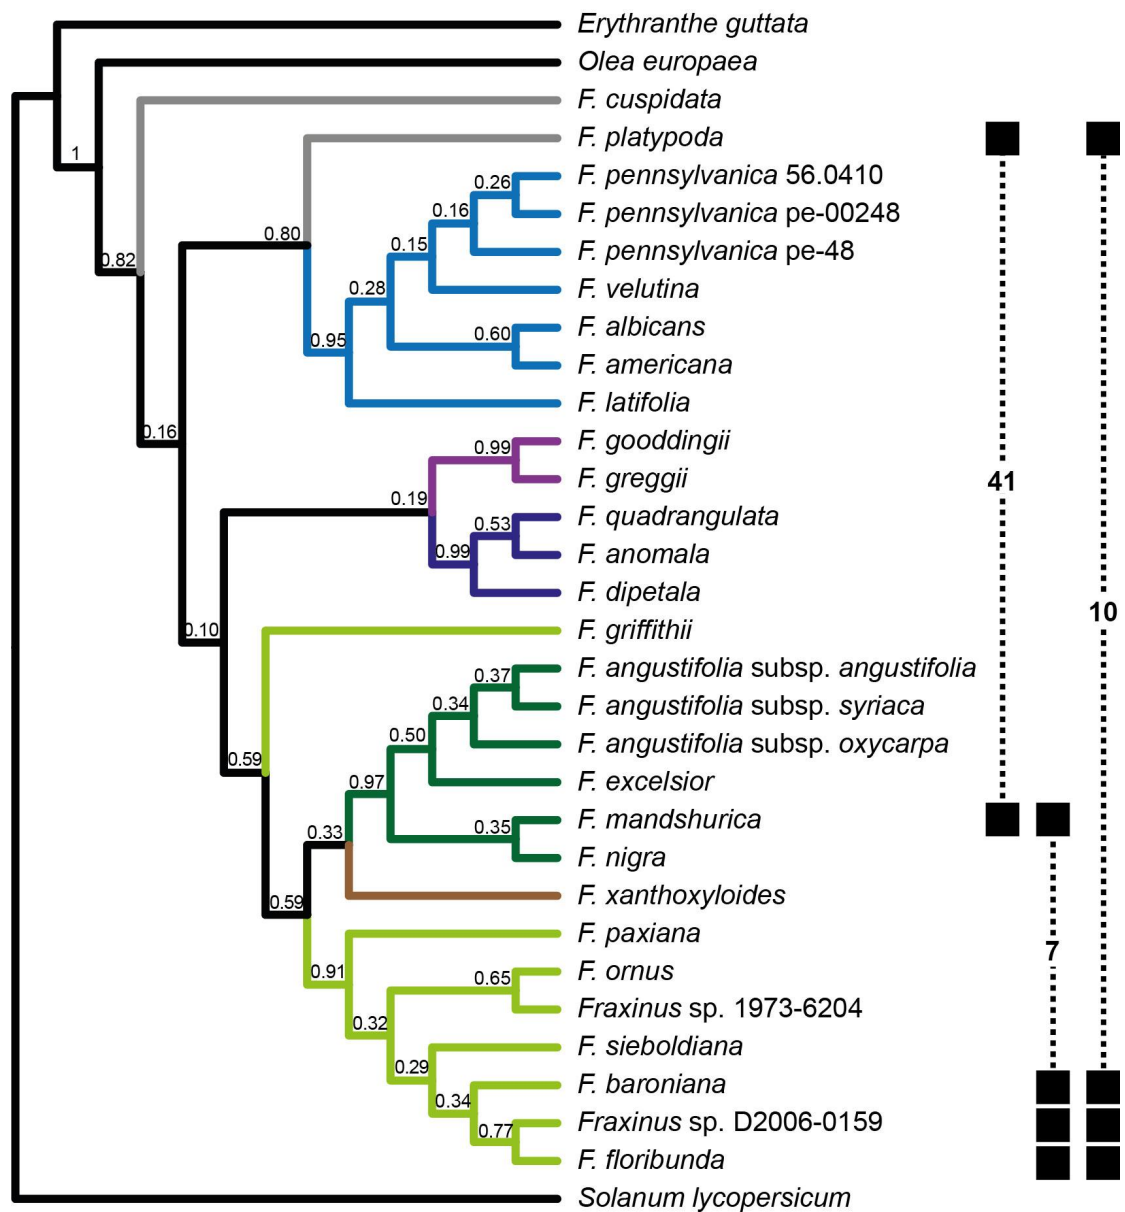 Erythranthe guttata
Olea europaea
1
F. cuspidata
0.82
F. platypoda
0.80
F. pennsylvanica 56.0410
0.26
F. pennsylvanica pe-00248
0.16
F. pennsylvanica pe-48
0.15
F. velutina
0.28
F. albicans
0.60
F. americana
0.95
F. latifolia
0.16
F. gooddingii
0.99
F. greggii
41
0.19
F. quadrangulata
0.53
F. anomala
0.99
F. dipetala
10
0.10
F. griffithii
F. angustifolia subsp. angustifolia
0.37
F. angustifolia subsp. syriaca
0.34
F. angustifolia subsp. oxycarpa
0.50
0.59
F. excelsior
0.97
F. mandshurica
0.33
0.35
F. nigra
F. xanthoxyloides
0.59
F. paxiana
7
0.91
F. ornus
0.65
Fraxinus sp. 1973-6204
0.32
F. sieboldiana
0.29
F. baroniana
0.34
Fraxinus sp. D2006-0159
0.77
F. floribunda
Solanum lycopersicum